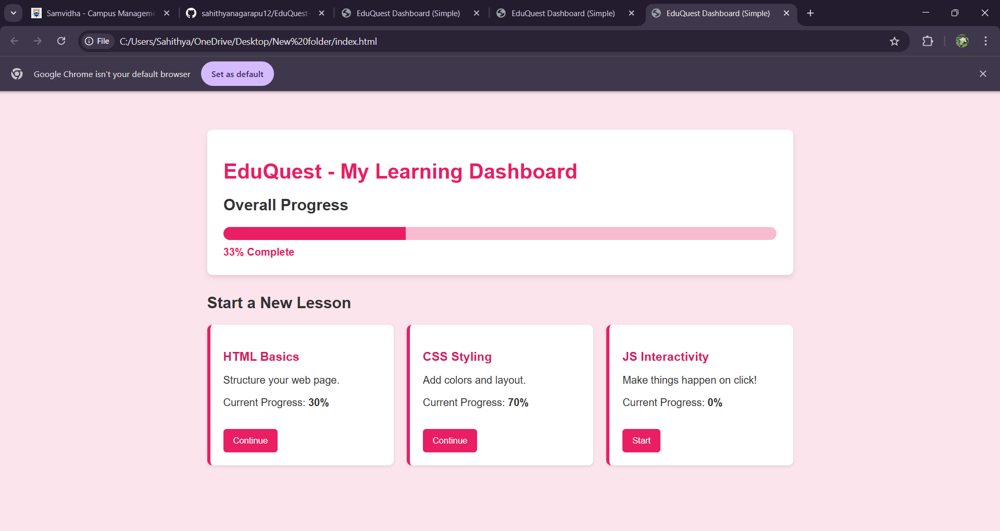 Samvidha - Campus Manageme
sahithyanagarapu12/EduQuest-
EduQuest Dashboard (Simple)
EduQuest Dashboard (Simple)
EduQuest Dashboard (Simple)
File
C:/Users/Sahithya/OneDrive/Desktop/New%20folder/index.html
Google Chrome isn't your default browser
Set as default
EduQuest - My Learning Dashboard
Overall Progress
33% Complete
Start a New Lesson
HTML Basics
Structure your web page.
Current Progress: 30%
Continue
CSS Styling
Add colors and layout.
Current Progress: 70%
Continue
JS Interactivity
Make things happen on click!
Current Progress: 0%
Start